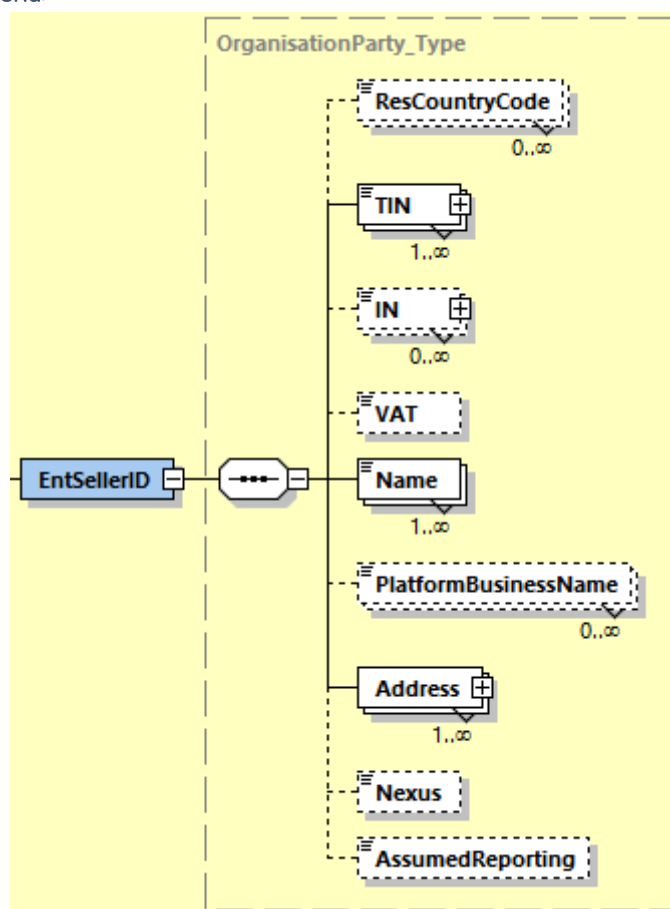 OrganisationParty_Type
ResCountryCode
0..∞
TIN
1..∞
IN
0..∞
VAT
EntSellerID
Name
1..∞
PlatformBusinessName
0..∞
Address
1..∞
Nexus
AssumedReporting